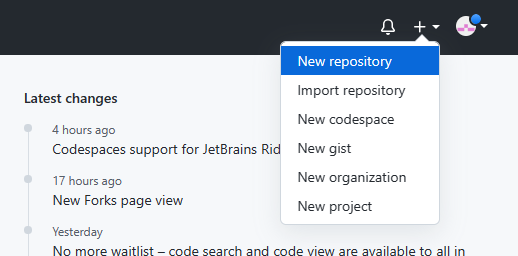 New repository
Import repository
New codespace
New gist
New organization
New project
Latest changes
4 hours ago
Codespaces support for JetBrains
17 hours ago
New Forks page view
Yesterday
No more waitlist – code search and code view are available to all in